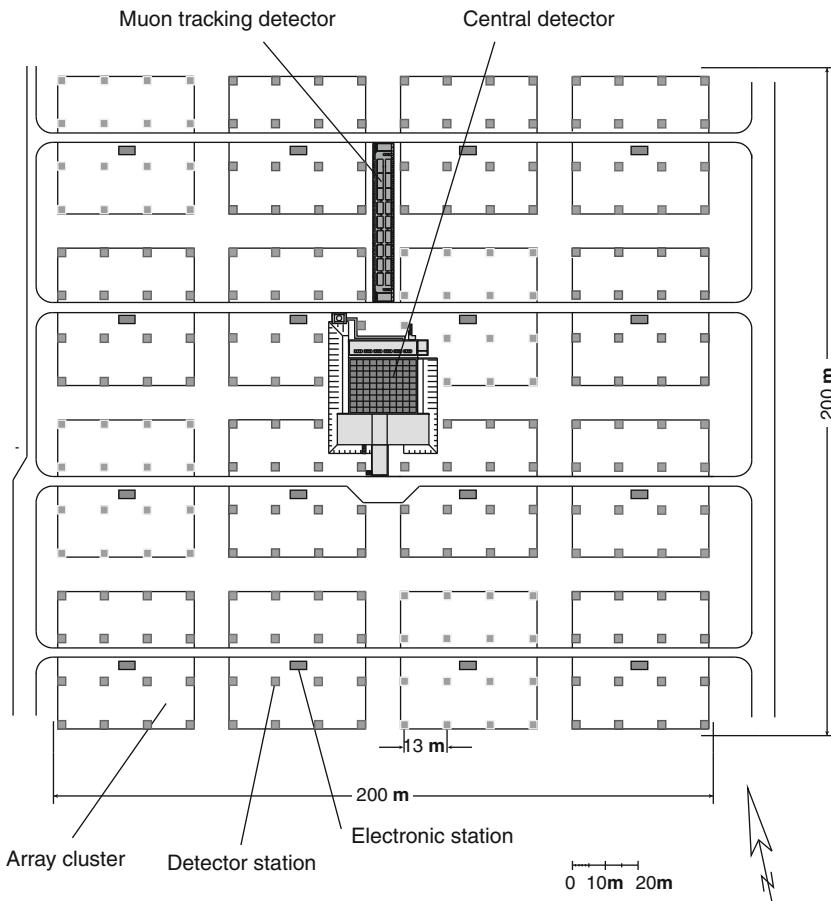 Muon tracking detector
Central detector
200 m
13 m
200 m
Array cluster
Detector station
Electronic station
0 10m 20m